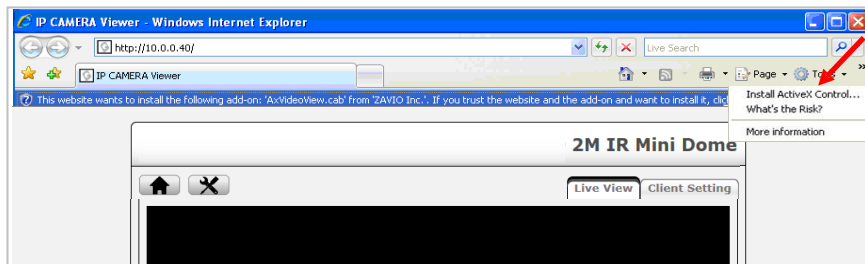 IP CAMERA Viewer - Windows Internet Explorer
http://10.0.0.40/
Live Search
IP CAMERA Viewer
Page
This website wants to install the following add-on: 'AxVideoView.cab' from 'ZAVIO Inc.'. If you trust the website and the add-on and want to install it,
Install ActiveX Control...
What's the Risk?
More information
2M IR Mini Dome
Live View Client Setting